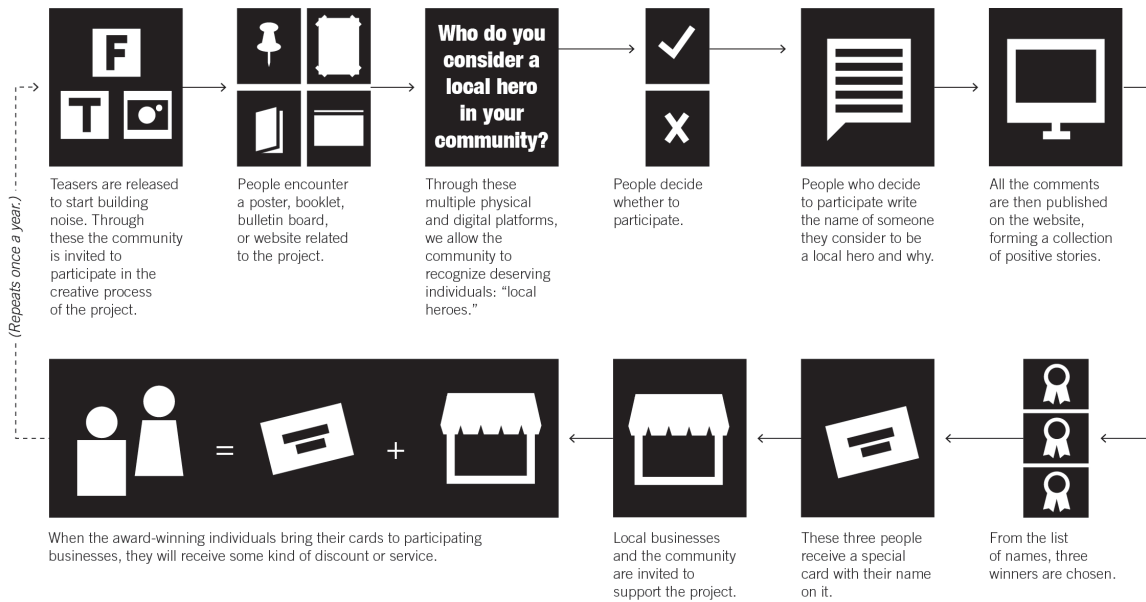 F
T
Who do you
consider a
local hero
in your
community?
Teasers are released
to start building
noise. Through
these the community
is invited to
participate in the
creative process
of the project.
People encounter
a poster, booklet,
bulletin board,
or website related
to the project.
Through these
multiple physical
and digital platforms,
we allow the
community to
recognize deserving
individuals: “local
heroes.”
People decide
whether to
participate.
People who decide
to participate write
the name of someone
they consider to be
a local hero and why.
All the comments
are then published
on the website,
forming a collection
of positive stories.
(Repeats once a year.)
=
+
When the award-winning individuals bring their cards to participating
businesses, they will receive some kind of discount or service.
Local businesses
and the community
are invited to
support the project.
These three people
receive a special
card with their name
on it.
From the list
of names, three
winners are chosen.